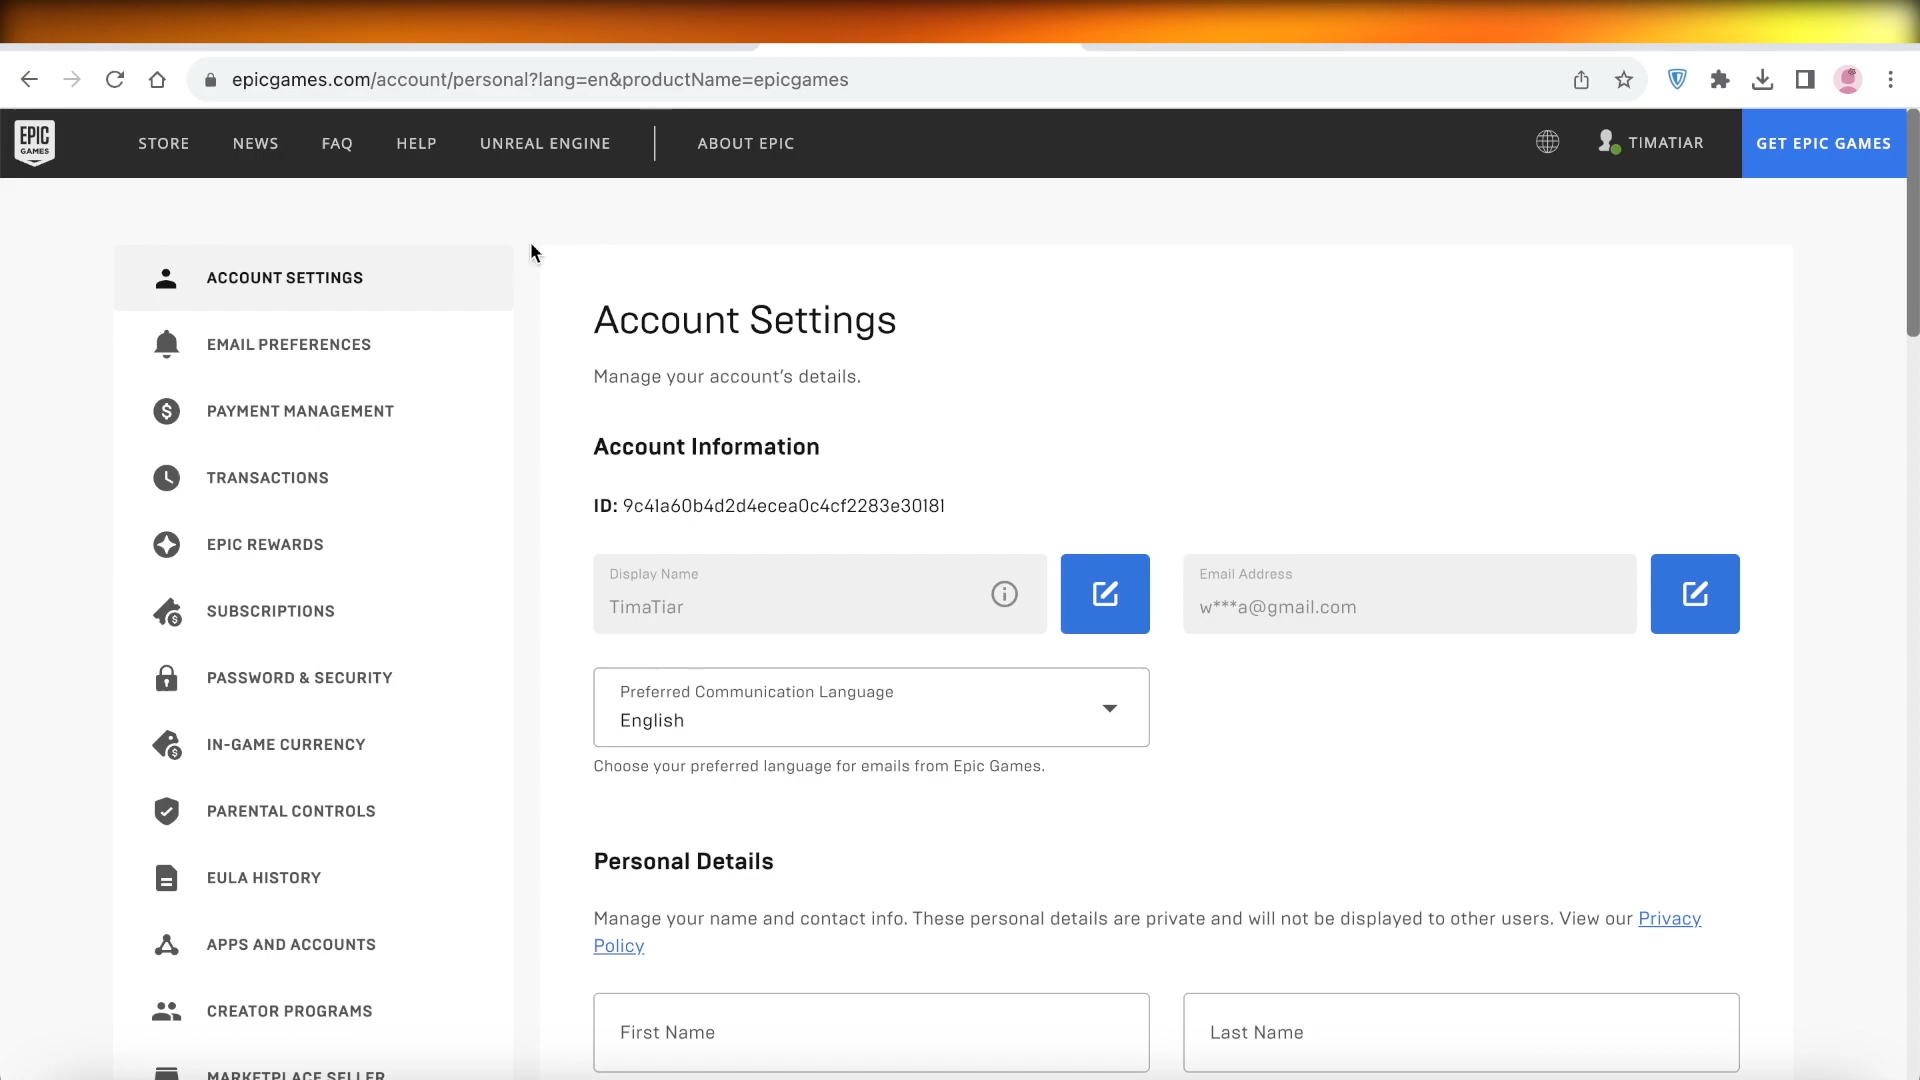 epicgames.com/account/personal?lang=en&productName=epicgames
EPIC
GAMES
STORE
NEWS
FAQ
HELP
UNREAL ENGINE
ABOUT EPIC
TIMATIAR
GET EPIC GAMES
ACCOUNT SETTINGS
EMAIL PREFERENCES
PAYMENT MANAGEMENT
TRANSACTIONS
EPIC REWARDS
SUBSCRIPTIONS
PASSWORD & SECURITY
IN-GAME CURRENCY
PARENTAL CONTROLS
EULA HISTORY
APPS AND ACCOUNTS
CREATOR PROGRAMS
MARKETPLACE SELLER
Account Settings
Manage your account's details.
Account Information
ID: 9c41a60b4d2d4ecea0c4cf2283e30181
Display Name
TimaTiar
Email Address
w***a@gmail.com
Preferred Communication Language
English
Choose your preferred language for emails from Epic Games.
Personal Details
Manage your name and contact info. These personal details are private and will not be displayed to other users. View our Privacy
Policy
First Name
Last Name